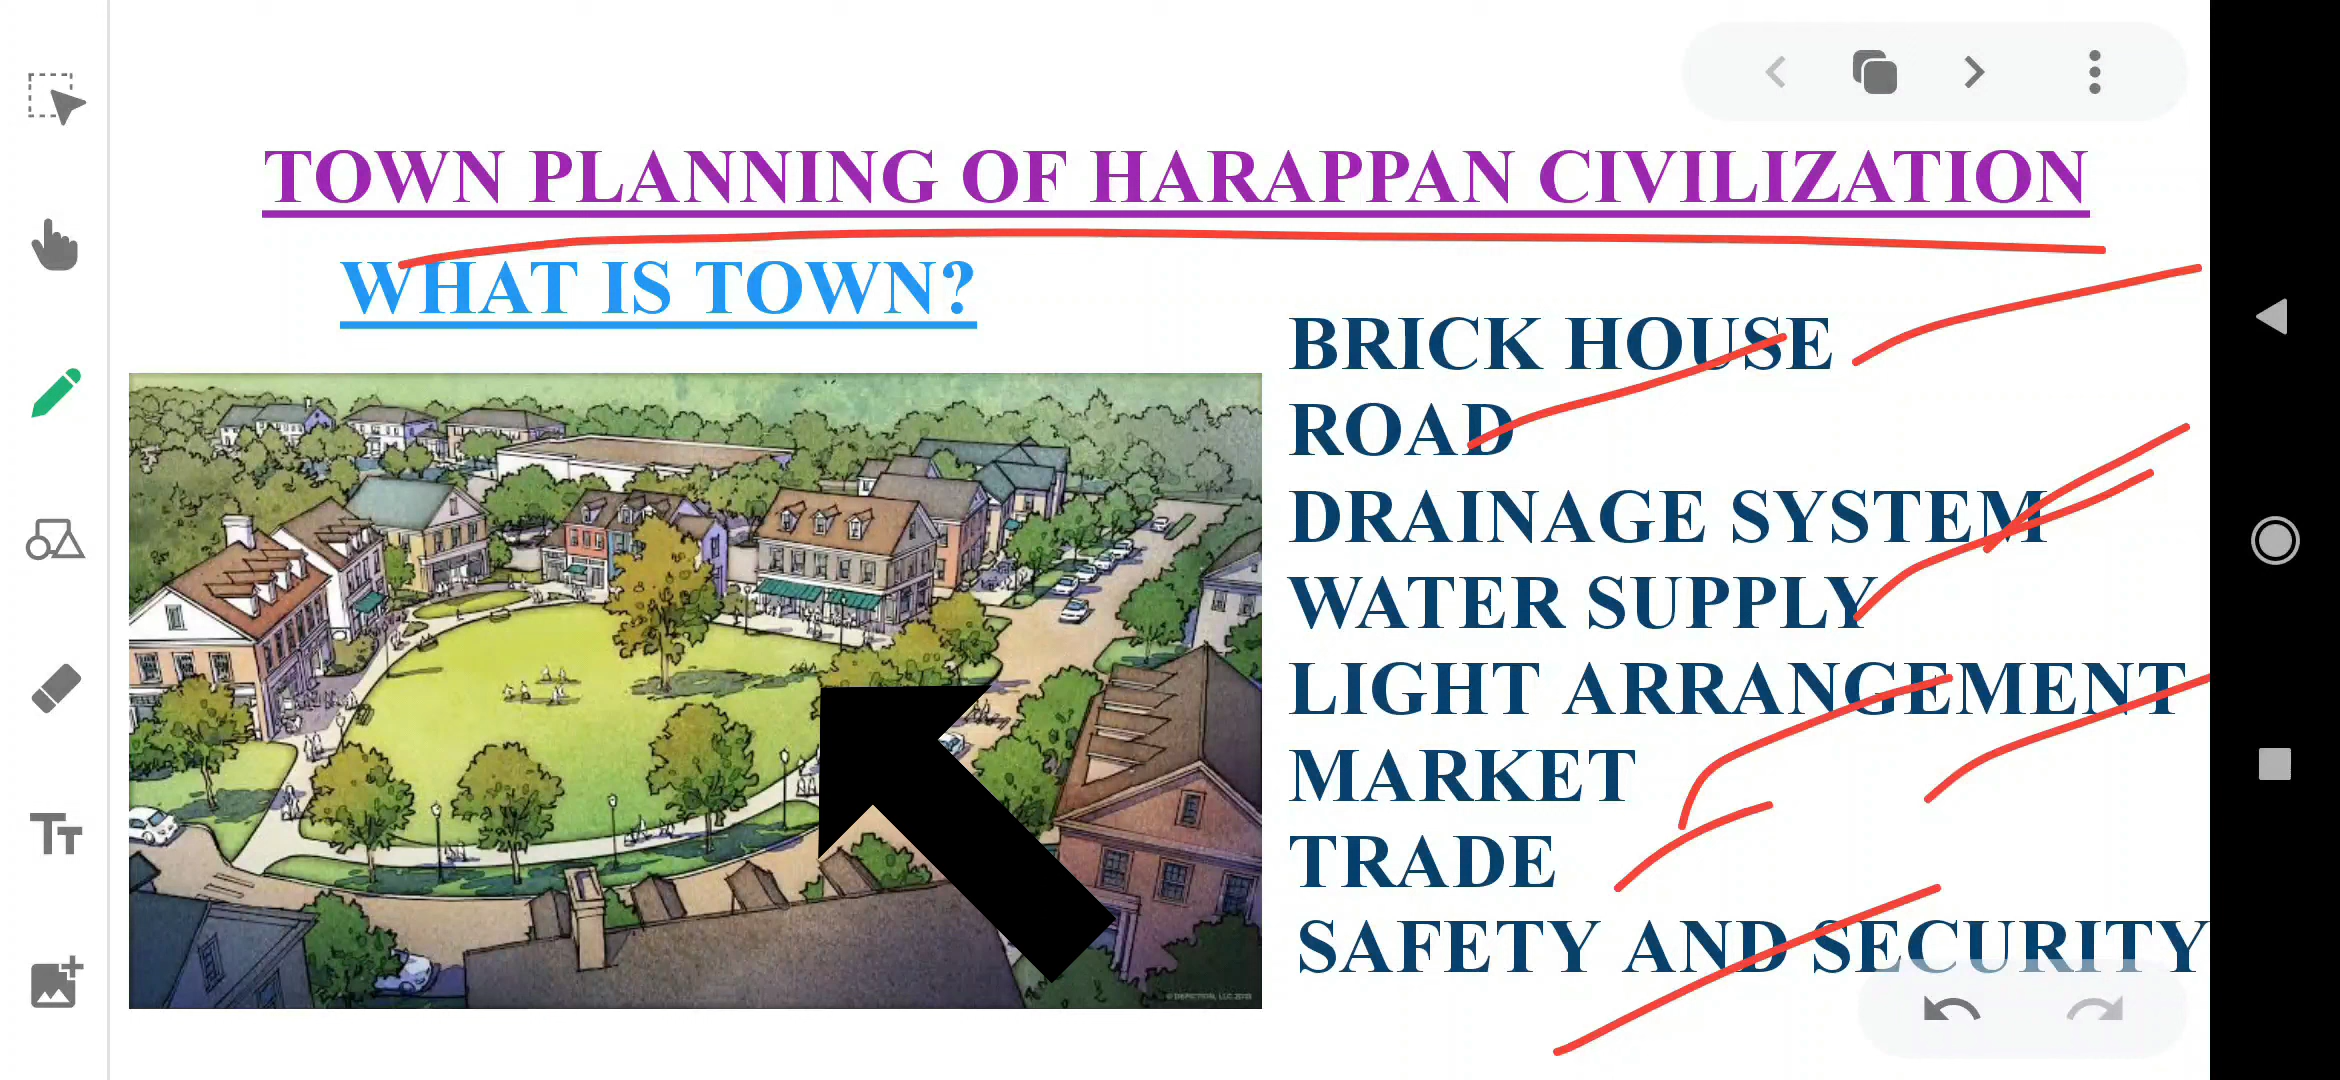 TOWN PLANNING OF HARAPPAN CIVILIZATION
WHAT IS TOWN?
BRICK HOUSE
ROAD
DRAINAGE SYSTEM
WATER SUPPLY
LIGHT ARRANGEMENT
MARKET
TRADE
SAFETY AND SECURITY
TT